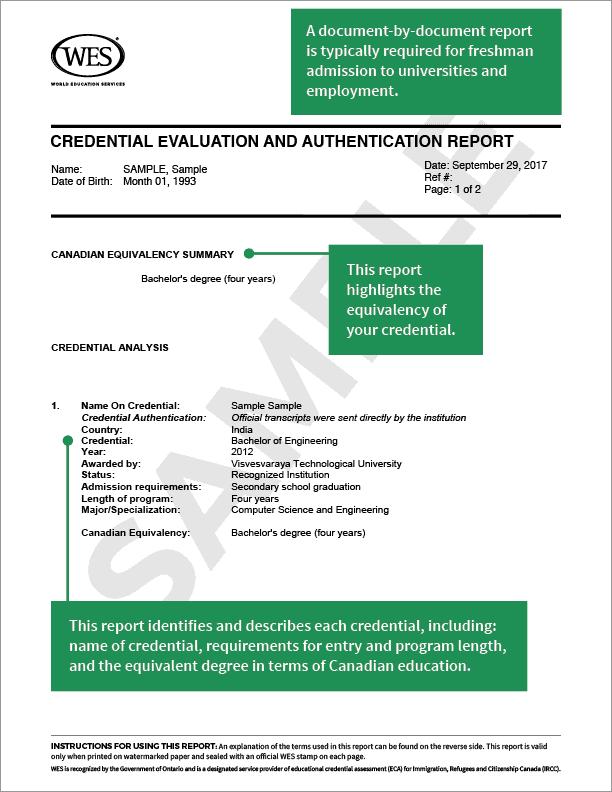 WES
WORLD EDUCATION SERVICES
A document-by-document report
is typically required for freshman
admission to universities and
employment.
CREDENTIAL EVALUATION AND AUTHENTICATION REPORT
Name: SAMPLE, Sample
Date of Birth: Month 01, 1993
Date: September 29, 2017
Ref #:
Page: 1 of 2
CANADIAN EQUIVALENCY SUMMARY
Bachelor's degree (four years)
This report
highlights the
equivalency of
your credential.
CREDENTIAL ANALYSIS
1. Name On Credential: Sample Sample
Credential Authentication: Official transcripts were sent directly by the institution
Country: India
Credential: Bachelor of Engineering
Year: 2012
Awarded by: Visvesvaraya Technological University
Status: Recognized Institution
Admission requirements: Secondary school graduation
Length of program: Four years
Major/Specialization: Computer Science and Engineering
Canadian Equivalency: Bachelor's degree (four years)
SAMPLE
This report identifies and describes each credential, including:
name of credential, requirements for entry and program length,
and the equivalent degree in terms of Canadian education.
INSTRUCTIONS FOR USING THIS REPORT: An explanation of the terms used in this report can be found on the reverse side. This report is valid
only when printed on watermarked paper and sealed with an official WES stamp on each page.
WES is recognized by the Government of Ontario and is a designated service provider of educational credential assessment (ECA) for Immigration, Refugees and Citizenship Canada (IRCC).